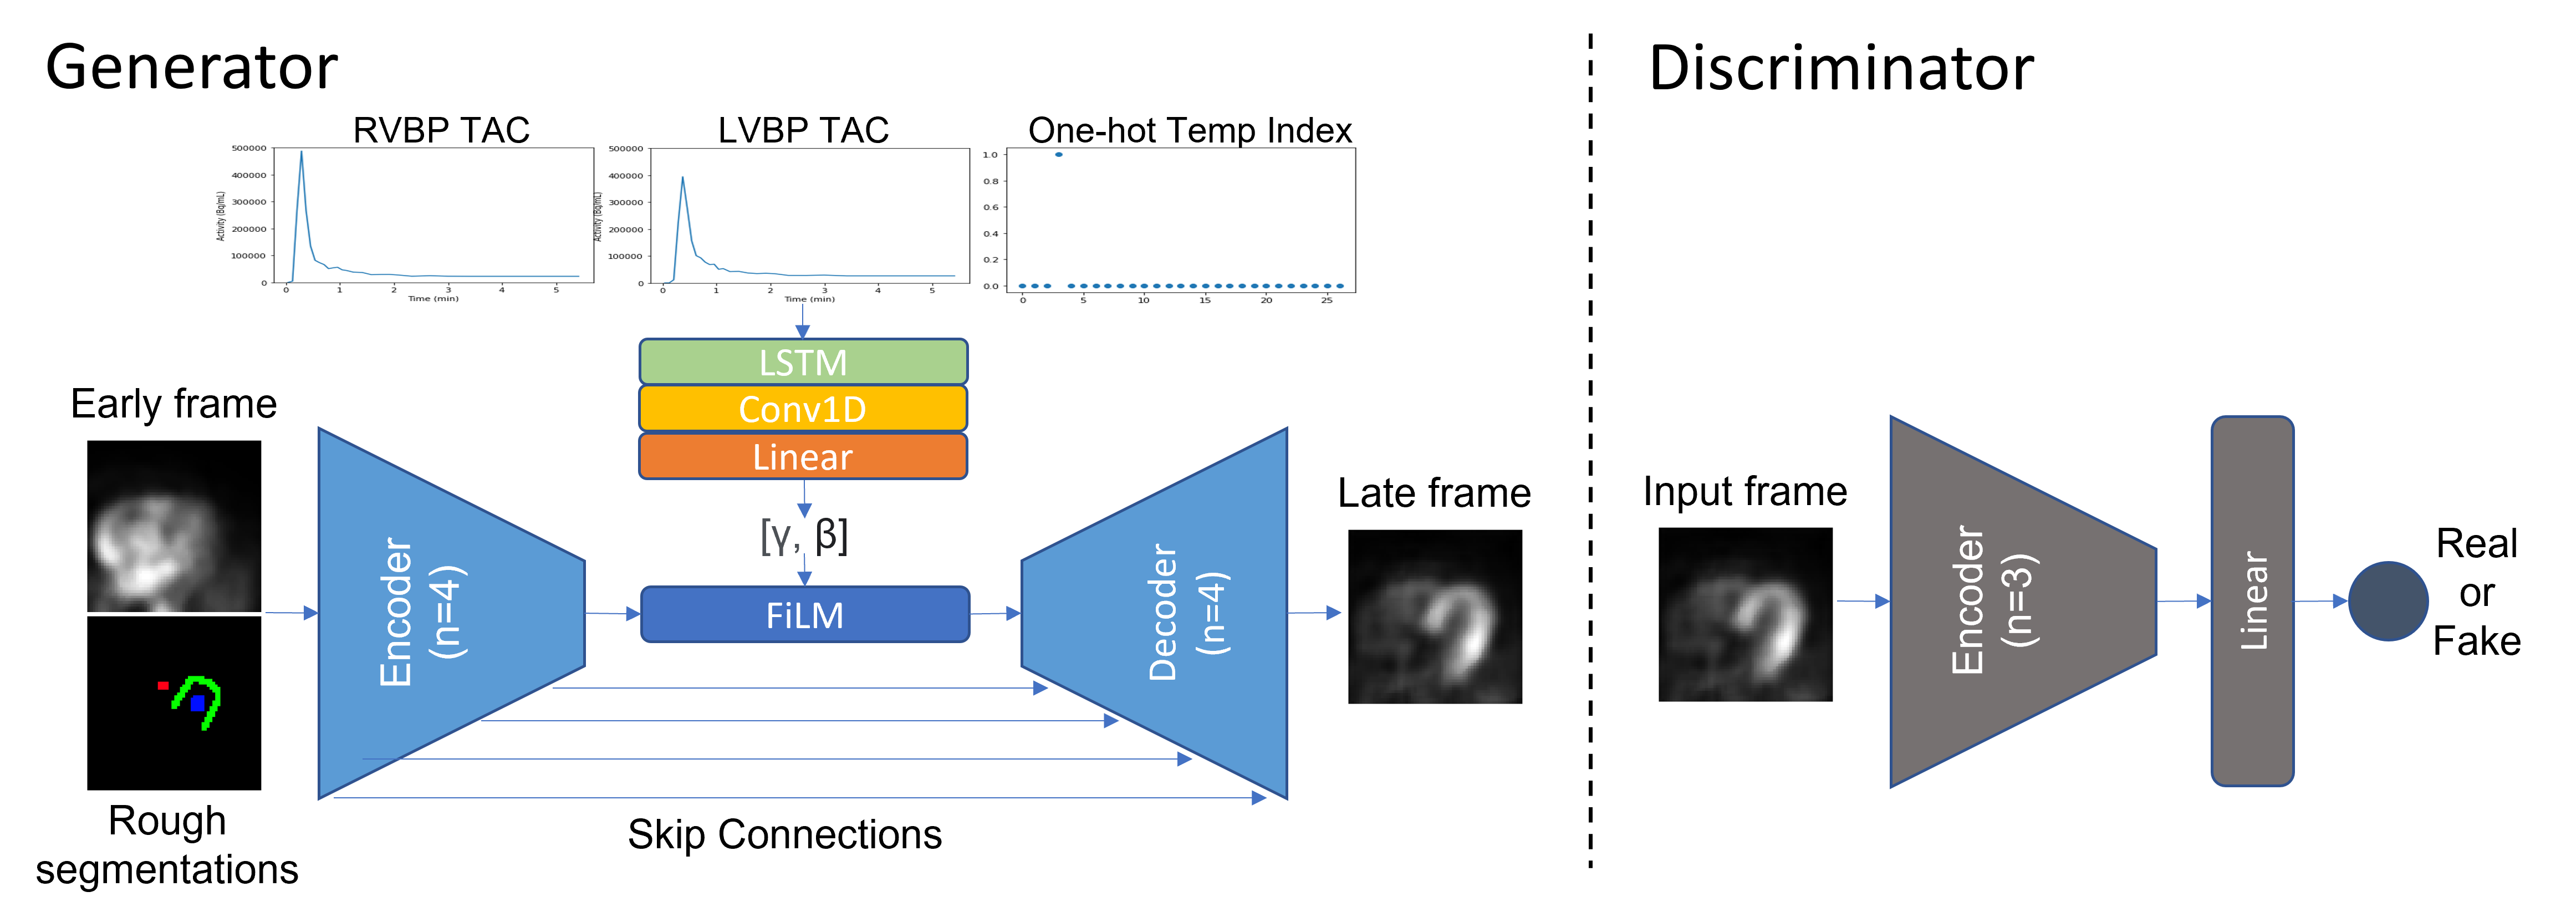 Generator
Discriminator
RVBP TAC
LVBP TAC
One-hot Temp Index
Activity (Bq/mL)
500000
400000
300000
200000
100000
0
0 1 2 3 4 5
Time (min)
Activity (Bq/mL)
500000
400000
300000
200000
100000
0
0 1 2 3 4 5
Time (min)
1.0
0.8
0.6
0.4
0.2
0.0
0 5 10 15 20 25
LSTM
Conv1D
Linear
[γ, β]
FiLM
Early frame
Rough
segmentations
Encoder
(n=4)
Decoder
(n=4)
Skip Connections
Late frame
Input frame
Encoder
(n=3)
Linear
Real
or
Fake